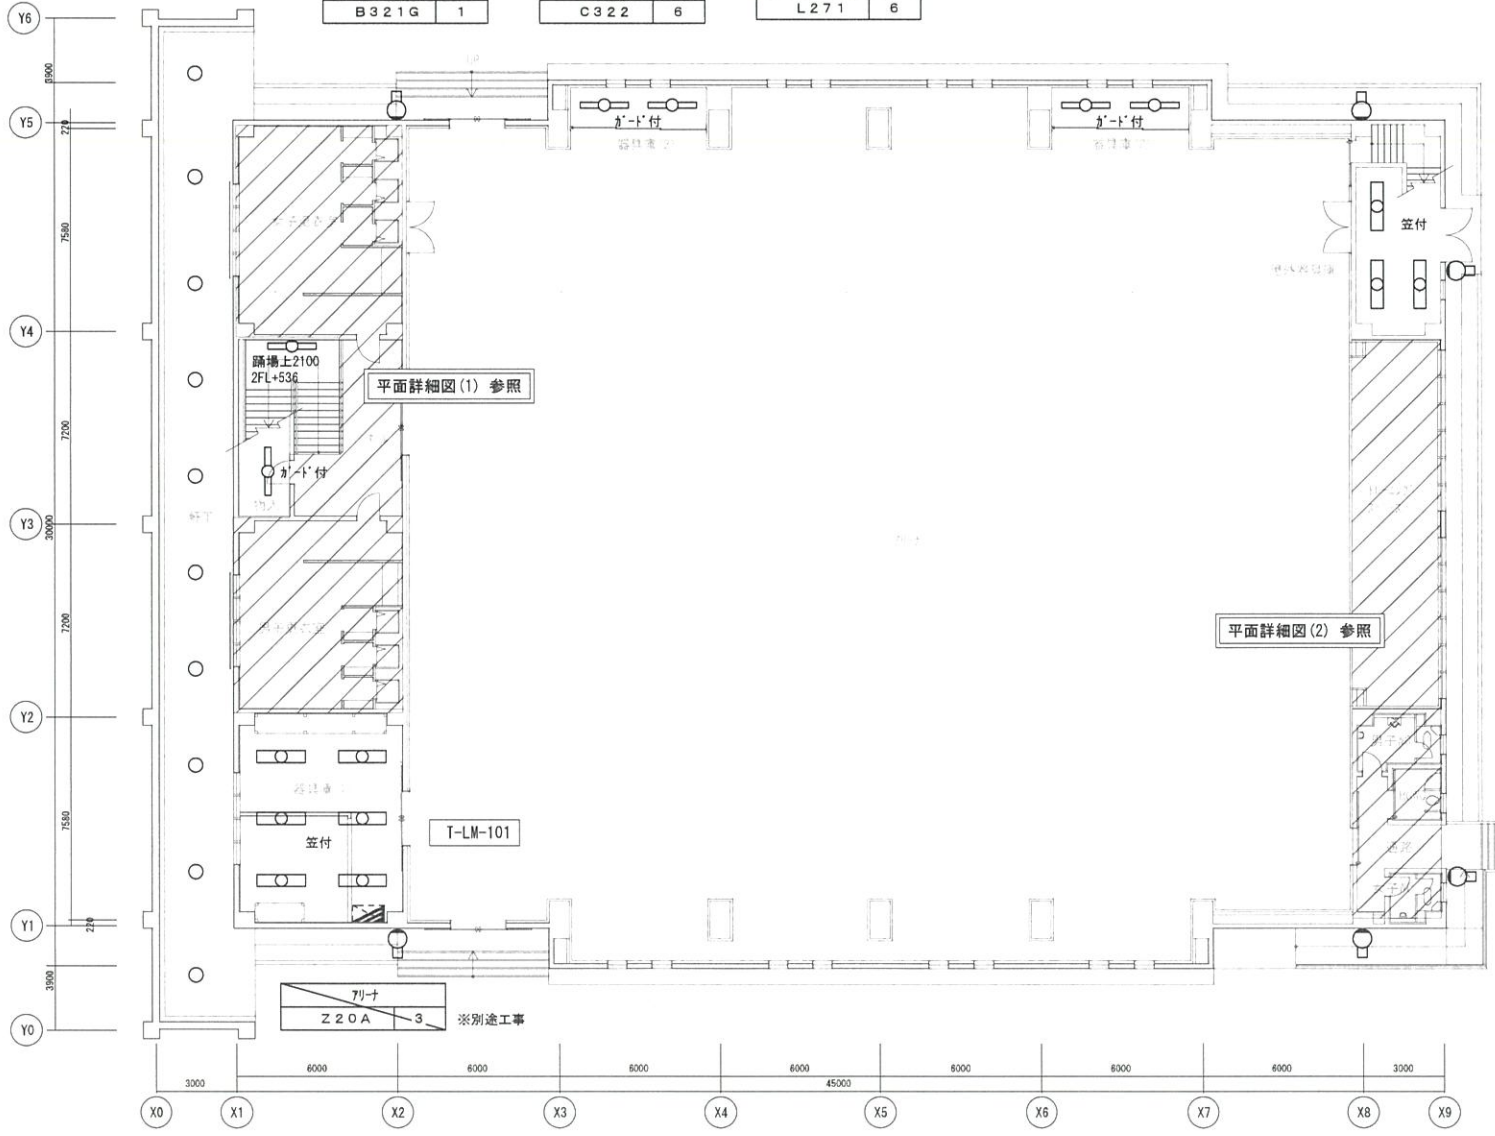 B321G 1
C322 6
L271 6
Y6
3900
Y5
220
ガード付
ガード付
7580
笠付
Y4
踊場上2100
2FL+536
平面詳細図(1) 参照
7200
ガード付
Y3
30000
7200
平面詳細図(2) 参照
Y2
男子
7580
笠付
T-LM-101
Y1
220
3900
アリーナ
Z20A 3
※別途工事
Y0
6000 6000 6000 6000 6000 6000 6000
3000 45000 3000
X0 X1 X2 X3 X4 X5 X6 X7 X8 X9